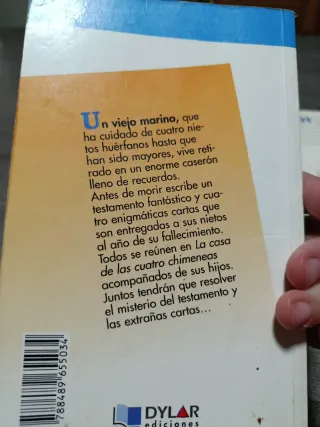 Un viejo marino, que
ha cuidado de cuatro nie-
tos huérfanos hasta que
han sido mayores, vive reti-
rado en un enorme caserón
lleno de recuerdos.
Antes de morir escribe un
testamento fantástico y cua-
tro enigmáticas cartas que
son entregadas a sus nietos
al año de su fallecimiento.
Todos se reúnen en La casa
de las cuatro chimeneas
acompañados de sus hijos.
Juntos tendrán que resolver
el misterio del testamento y
las extrañas cartas...
788489655034
DYLAR
ediciones